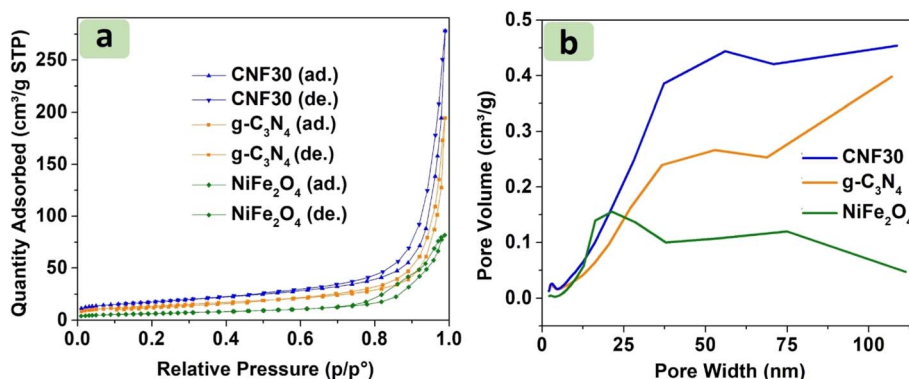 a
Quantity Adsorbed (cm³/g STP)
250
200
150
100
50
0
CNF30 (ad.)
CNF30 (de.)
g-C₃N₄ (ad.)
g-C₃N₄ (de.)
NiFe₂O₄ (ad.)
NiFe₂O₄ (de.)
0.0 0.2 0.4 0.6 0.8 1.0
Relative Pressure (p/p°)
b
Pore Volume (cm³/g)
0.5
0.4
0.3
0.2
0.1
0.0
CNF30
g-C₃N₄
NiFe₂O₄
0 25 50 75 100
Pore Width (nm)